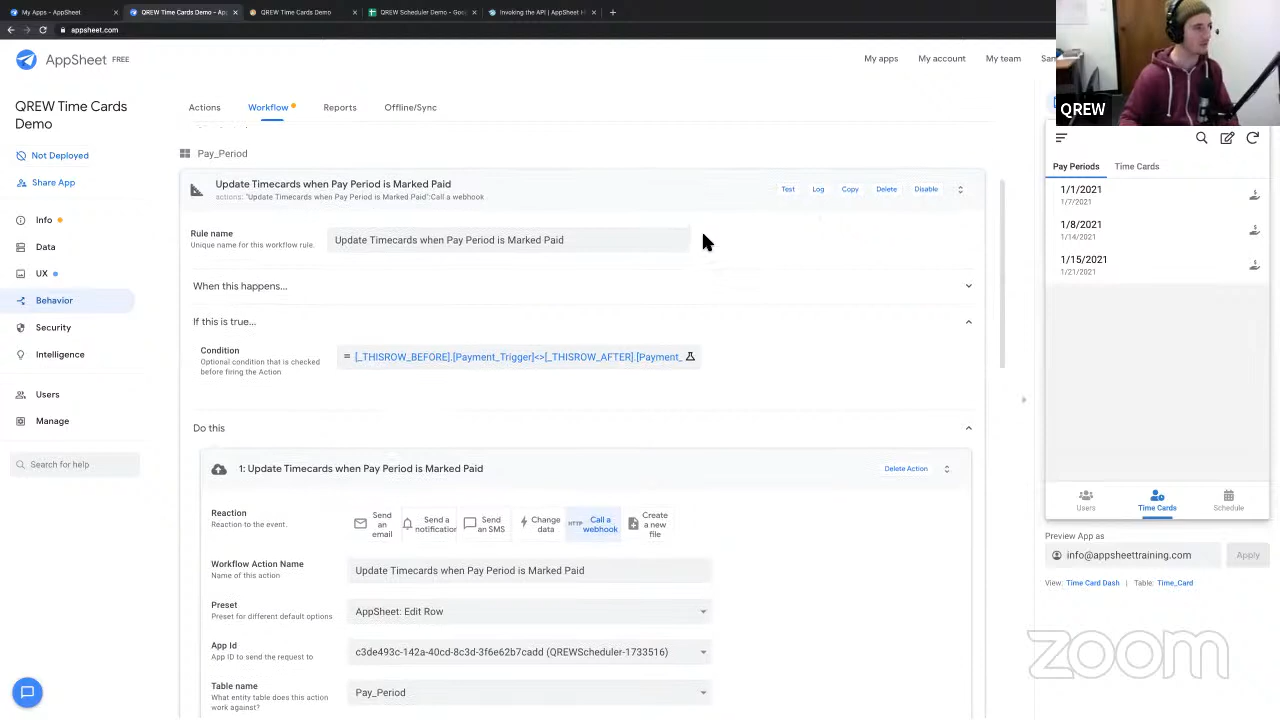 My Apps - AppSheet
QREW Time Cards Demo - App
QREW Time Cards Demo
QREW Scheduler Demo - Goo
Invoking the API | AppSheet H
appsheet.com
AppSheet FREE
My apps
My account
My team
Sam
QREW
QREW Time Cards Demo
Not Deployed
Share App
Info
Data
UX
Behavior
Security
Intelligence
Users
Manage
Search for help
Actions
Workflow
Reports
Offline/Sync
Pay_Period
Update Timecards when Pay Period is Marked Paid
actions: "Update Timecards when Pay Period is Marked Paid":Call a webhook
Test
Log
Copy
Delete
Disable
Rule name
Unique name for this workflow rule.
Update Timecards when Pay Period is Marked Paid
When this happens...
If this is true...
Condition
Optional condition that is checked
before firing the Action
= [_THISROW_BEFORE].[Payment_Trigger]<>[_THISROW_AFTER].[Payment_
Do this
1: Update Timecards when Pay Period is Marked Paid
Delete Action
Reaction
Reaction to the event.
Send an email
Send a notification
Send an SMS
Change data
HTTP Call a webhook
Create a new file
Workflow Action Name
Name of this action
Update Timecards when Pay Period is Marked Paid
Preset
Preset for different default options
AppSheet: Edit Row
App Id
App ID to send the request to
c3de493c-142a-40cd-8c3d-3f6e62b7cadd (QREWScheduler-1733516)
Table name
What entity table does this action
work against?
Pay_Period
Pay Periods
Time Cards
1/1/2021
1/7/2021
1/8/2021
1/14/2021
1/15/2021
1/21/2021
Users
Time Cards
Schedule
Preview App as
info@appsheettraining.com
Apply
View: Time Card Dash | Table: Time_Card
zoom